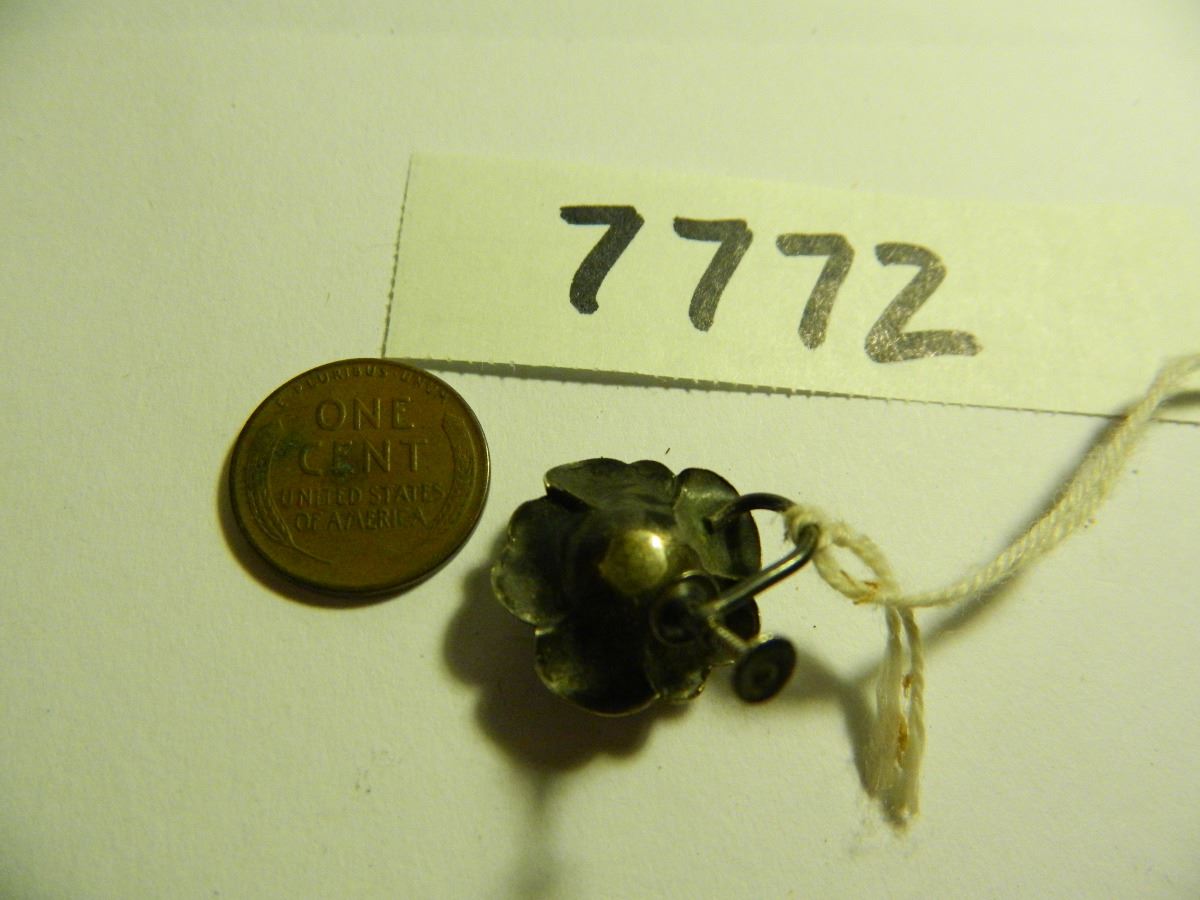 7772
E PLURIBUS UNUM
ONE
CENT
UNITED STATES
OF AMERICA